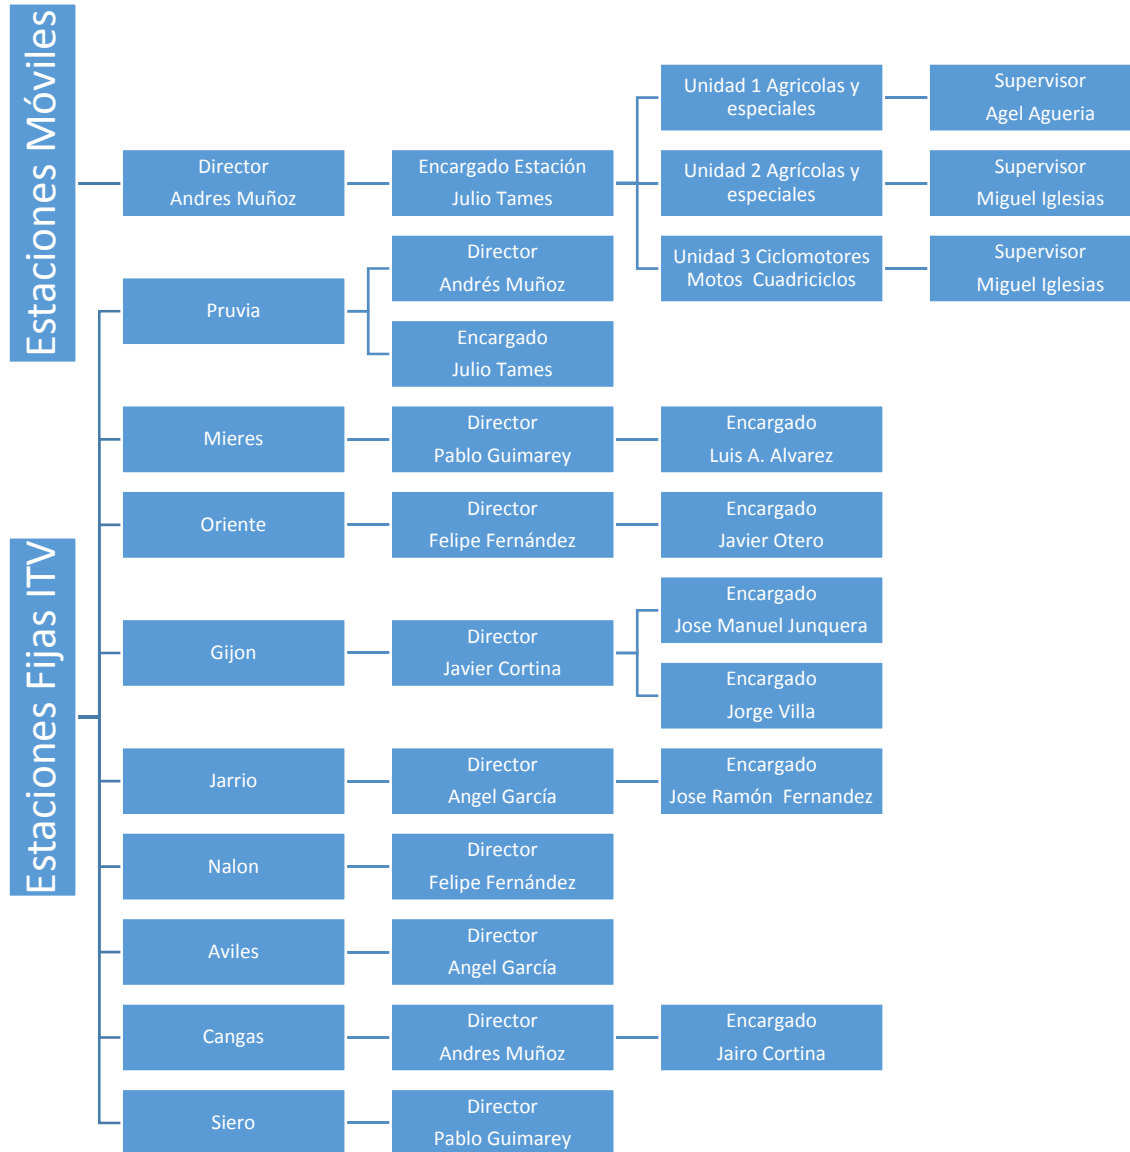 Estaciones Móviles
Director
Andres Muñoz
Encargado Estación
Julio Tames
Unidad 1 Agricolas y
especiales
Supervisor
Agel Agueria
Unidad 2 Agrícolas y
especiales
Supervisor
Miguel Iglesias
Unidad 3 Ciclomotores
Motos Cuadriciclos
Supervisor
Miguel Iglesias
Estaciones Fijas ITV
Pruvia
Director
Andrés Muñoz
Encargado
Julio Tames
Mieres
Director
Pablo Guimarey
Encargado
Luis A. Alvarez
Oriente
Director
Felipe Fernández
Encargado
Javier Otero
Gijon
Director
Javier Cortina
Encargado
Jose Manuel Junquera
Encargado
Jorge Villa
Jarrio
Director
Angel García
Encargado
Jose Ramón Fernandez
Nalon
Director
Felipe Fernández
Aviles
Director
Angel García
Cangas
Director
Andres Muñoz
Encargado
Jairo Cortina
Siero
Director
Pablo Guimarey